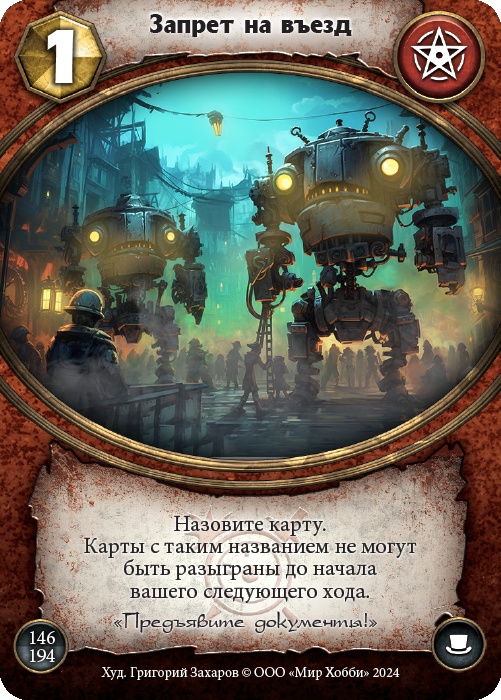 Запрет на въезд
1
Назовите карту.
Карты с таким названием не могут
быть разыграны до начала
вашего следующего хода.
«Предъявите документы!»
146
194
Худ. Григорий Захаров © ООО «Мир Хобби» 2024